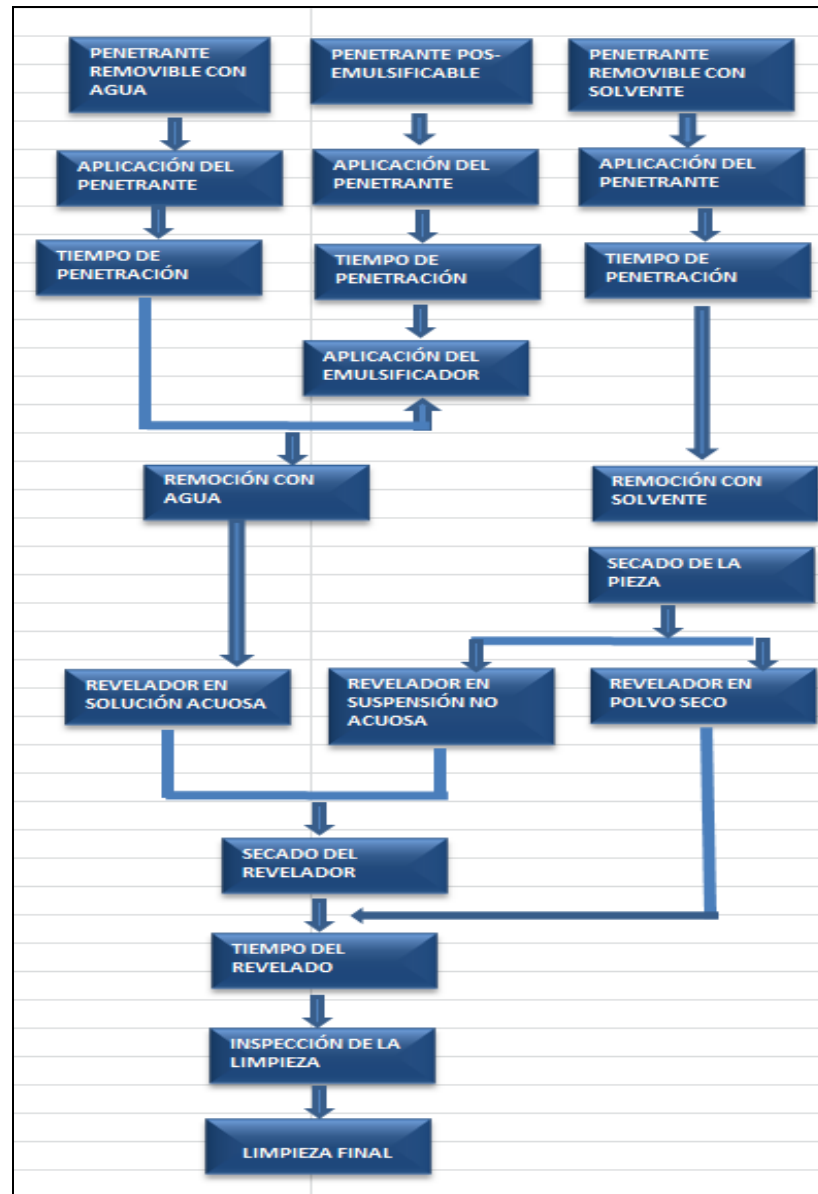 PENETRANTE
REMOVIBLE CON
AGUA
PENETRANTE POS-
EMULSIFICABLE
PENETRANTE
REMOVIBLE CON
SOLVENTE
APLICACIÓN DEL
PENETRANTE
APLICACIÓN DEL
PENETRANTE
APLICACIÓN DEL
PENETRANTE
TIEMPO DE
PENETRACIÓN
TIEMPO DE
PENETRACIÓN
TIEMPO DE
PENETRACIÓN
APLICACIÓN DEL
EMULSIFICADOR
REMOCIÓN CON
AGUA
REMOCIÓN CON
SOLVENTE
SECADO DE LA
PIEZA
REVELADOR EN
SOLUCIÓN ACUOSA
REVELADOR EN
SUSPENSIÓN NO
ACUOSA
REVELADOR EN
POLVO SECO
SECADO DEL
REVELADOR
TIEMPO DEL
REVELADO
INSPECCIÓN DE LA
LIMPIEZA
LIMPIEZA FINAL